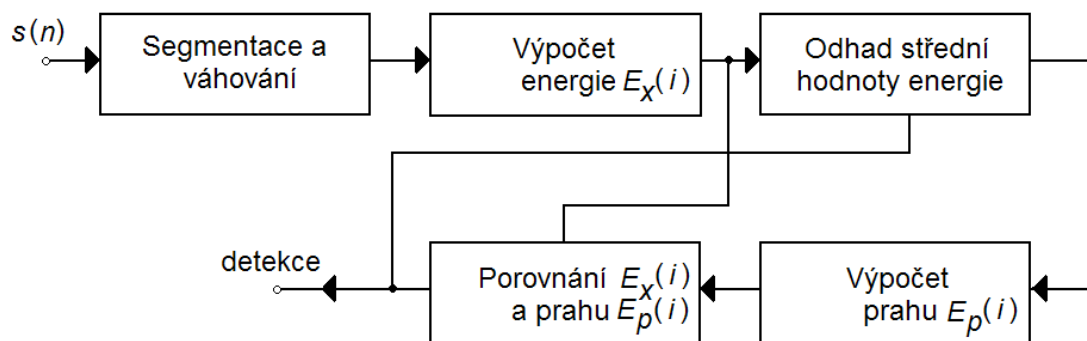 s(n)
Segmentace a
váhování
Výpočet
energie Eₓ(i)
Odhad střední
hodnoty energie
detekce
Porovnání Eₓ(i)
a prahu Eₚ(i)
Výpočet
prahu Eₚ(i)